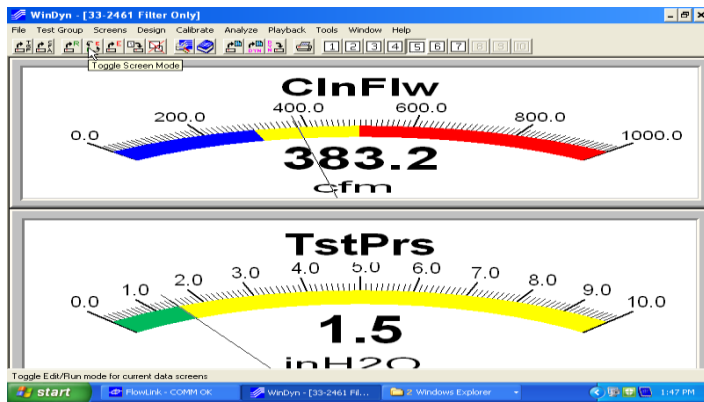 WinDyn - [33-2461 Filter Only]
File Test Group Screens Design Calibrate Analyze Playback Tools Window Help
1 2 3 4 5 6 7 8 9 10
Toggle Screen Mode
ClnFlw
0.0 200.0 400.0 600.0 800.0 1000.0
383.2
cfm
TstPrs
0.0 1.0 2.0 3.0 4.0 5.0 6.0 7.0 8.0 9.0 10.0
1.5
inH2O
Toggle Edit/Run mode for current data screens
start FlowLink - COMM OK WinDyn - [33-2461 Fil... 2 Windows Explorer 1:47 PM